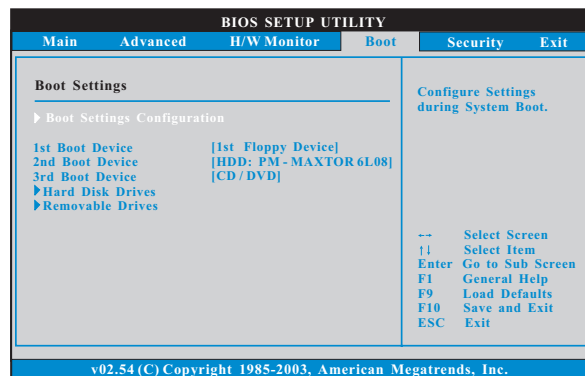 BIOS SETUP UTILITY
Main Advanced H/W Monitor Boot Security Exit
Boot Settings
Boot Settings Configuration
1st Boot Device [1st Floppy Device]
2nd Boot Device [HDD: PM - MAXTOR 6L08]
3rd Boot Device [CD / DVD]
Hard Disk Drives
Removable Drives
Configure Settings
during System Boot.
←→ Select Screen
↑↓ Select Item
Enter Go to Sub Screen
F1 General Help
F9 Load Defaults
F10 Save and Exit
ESC Exit
v02.54 (C) Copyright 1985-2003, American Megatrends, Inc.